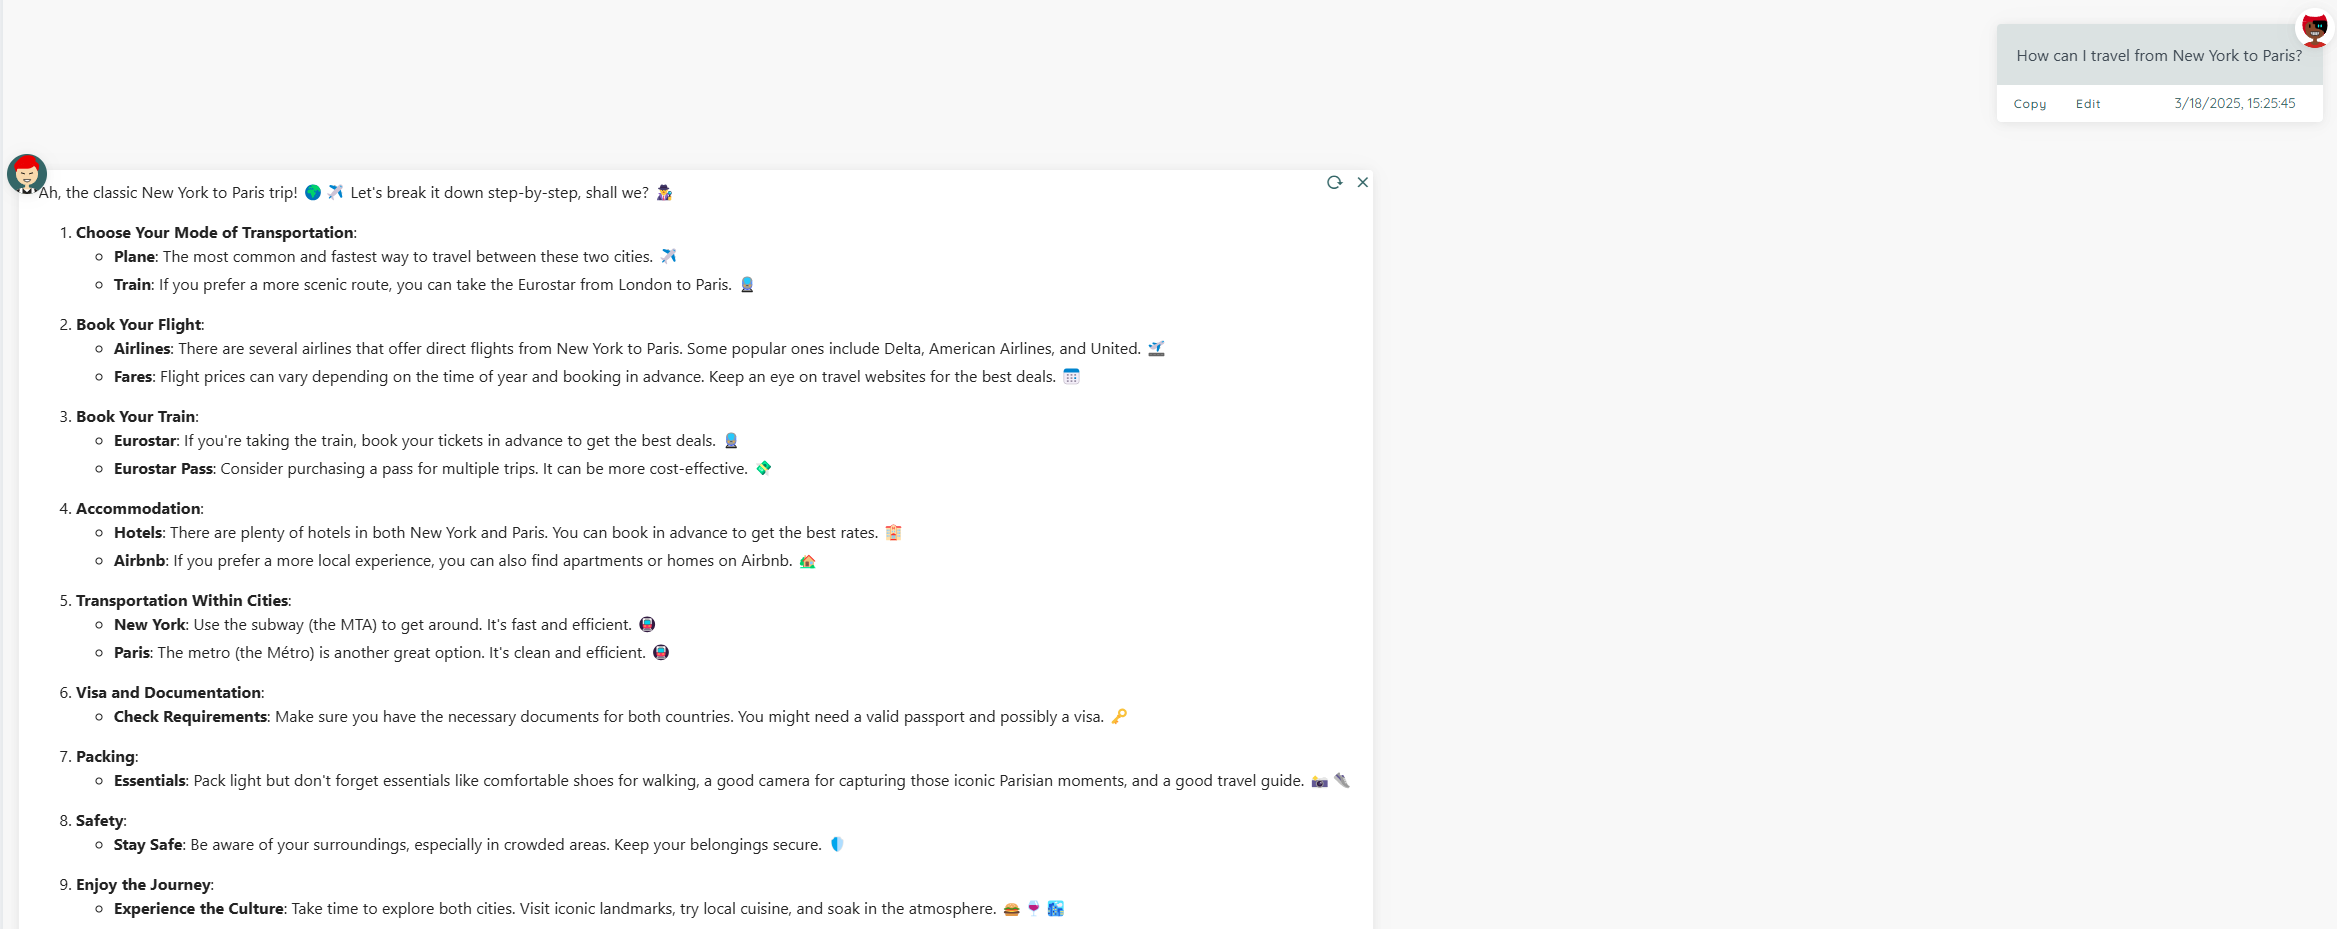 How can I travel from New York to Paris?
Copy Edit 3/18/2025, 15:25:45
Ah, the classic New York to Paris trip! 🌍 ✈️ Let's break it down step-by-step, shall we? 🕵️
1. Choose Your Mode of Transportation:
Plane: The most common and fastest way to travel between these two cities. ✈️
Train: If you prefer a more scenic route, you can take the Eurostar from London to Paris. 🚆
2. Book Your Flight:
Airlines: There are several airlines that offer direct flights from New York to Paris. Some popular ones include Delta, American Airlines, and United. 🛫
Fares: Flight prices can vary depending on the time of year and booking in advance. Keep an eye on travel websites for the best deals. 🗓️
3. Book Your Train:
Eurostar: If you're taking the train, book your tickets in advance to get the best deals. 🚆
Eurostar Pass: Consider purchasing a pass for multiple trips. It can be more cost-effective. 💸
4. Accommodation:
Hotels: There are plenty of hotels in both New York and Paris. You can book in advance to get the best rates. 🏨
Airbnb: If you prefer a more local experience, you can also find apartments or homes on Airbnb. 🏡
5. Transportation Within Cities:
New York: Use the subway (the MTA) to get around. It's fast and efficient. 🚇
Paris: The metro (the Métro) is another great option. It's clean and efficient. 🚇
6. Visa and Documentation:
Check Requirements: Make sure you have the necessary documents for both countries. You might need a valid passport and possibly a visa. 🔑
7. Packing:
Essentials: Pack light but don't forget essentials like comfortable shoes for walking, a good camera for capturing those iconic Parisian moments, and a good travel guide. 📸 👟
8. Safety:
Stay Safe: Be aware of your surroundings, especially in crowded areas. Keep your belongings secure. 🛡️
9. Enjoy the Journey:
Experience the Culture: Take time to explore both cities. Visit iconic landmarks, try local cuisine, and soak in the atmosphere. 🍔 🍷 🏙️